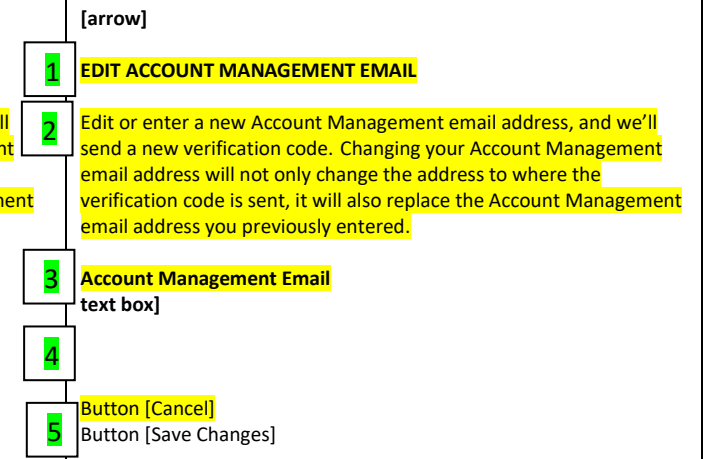 [arrow]
1 EDIT ACCOUNT MANAGEMENT EMAIL
2 Edit or enter a new Account Management email address, and we’ll
send a new verification code. Changing your Account Management
email address will not only change the address to where the
verification code is sent, it will also replace the Account Management
email address you previously entered.
3 Account Management Email
text box]
4
Button [Cancel]
5 Button [Save Changes]